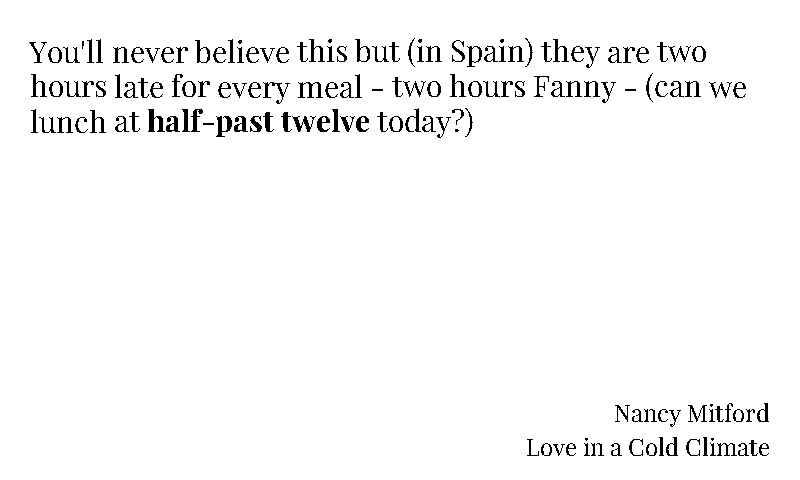 You'll never believe this but (in Spain) they are two
hours late for every meal - two hours Fanny - (can we
lunch at half-past twelve today?)
Nancy Mitford
Love in a Cold Climate